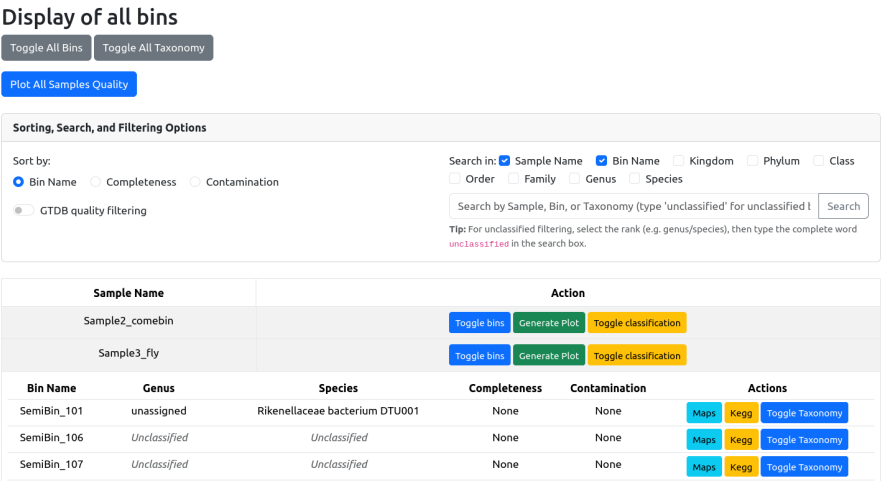 Display of all bins
Toggle All Bins Toggle All Taxonomy
Plot All Samples Quality
Sorting, Search, and Filtering Options
Sort by:
Bin Name Completeness Contamination
GTDB quality filtering
Search in: Sample Name Bin Name Kingdom Phylum Class
Order Family Genus Species
Search by Sample, Bin, or Taxonomy (type 'unclassified' for unclassified Search
Tip: For unclassified filtering, select the rank (e.g. genus/species), then type the complete word
unclassified in the search box.
Sample Name Action
Sample2_comebin Toggle bins Generate Plot Toggle classification
Sample3_fly Toggle bins Generate Plot Toggle classification
Bin Name Genus Species Completeness Contamination Actions
SemiBin_101 unassigned Rikenellaceae bacterium DTU001 None None Maps Kegg Toggle Taxonomy
SemiBin_106 Unclassified Unclassified None None Maps Kegg Toggle Taxonomy
SemiBin_107 Unclassified Unclassified None None Maps Kegg Toggle Taxonomy